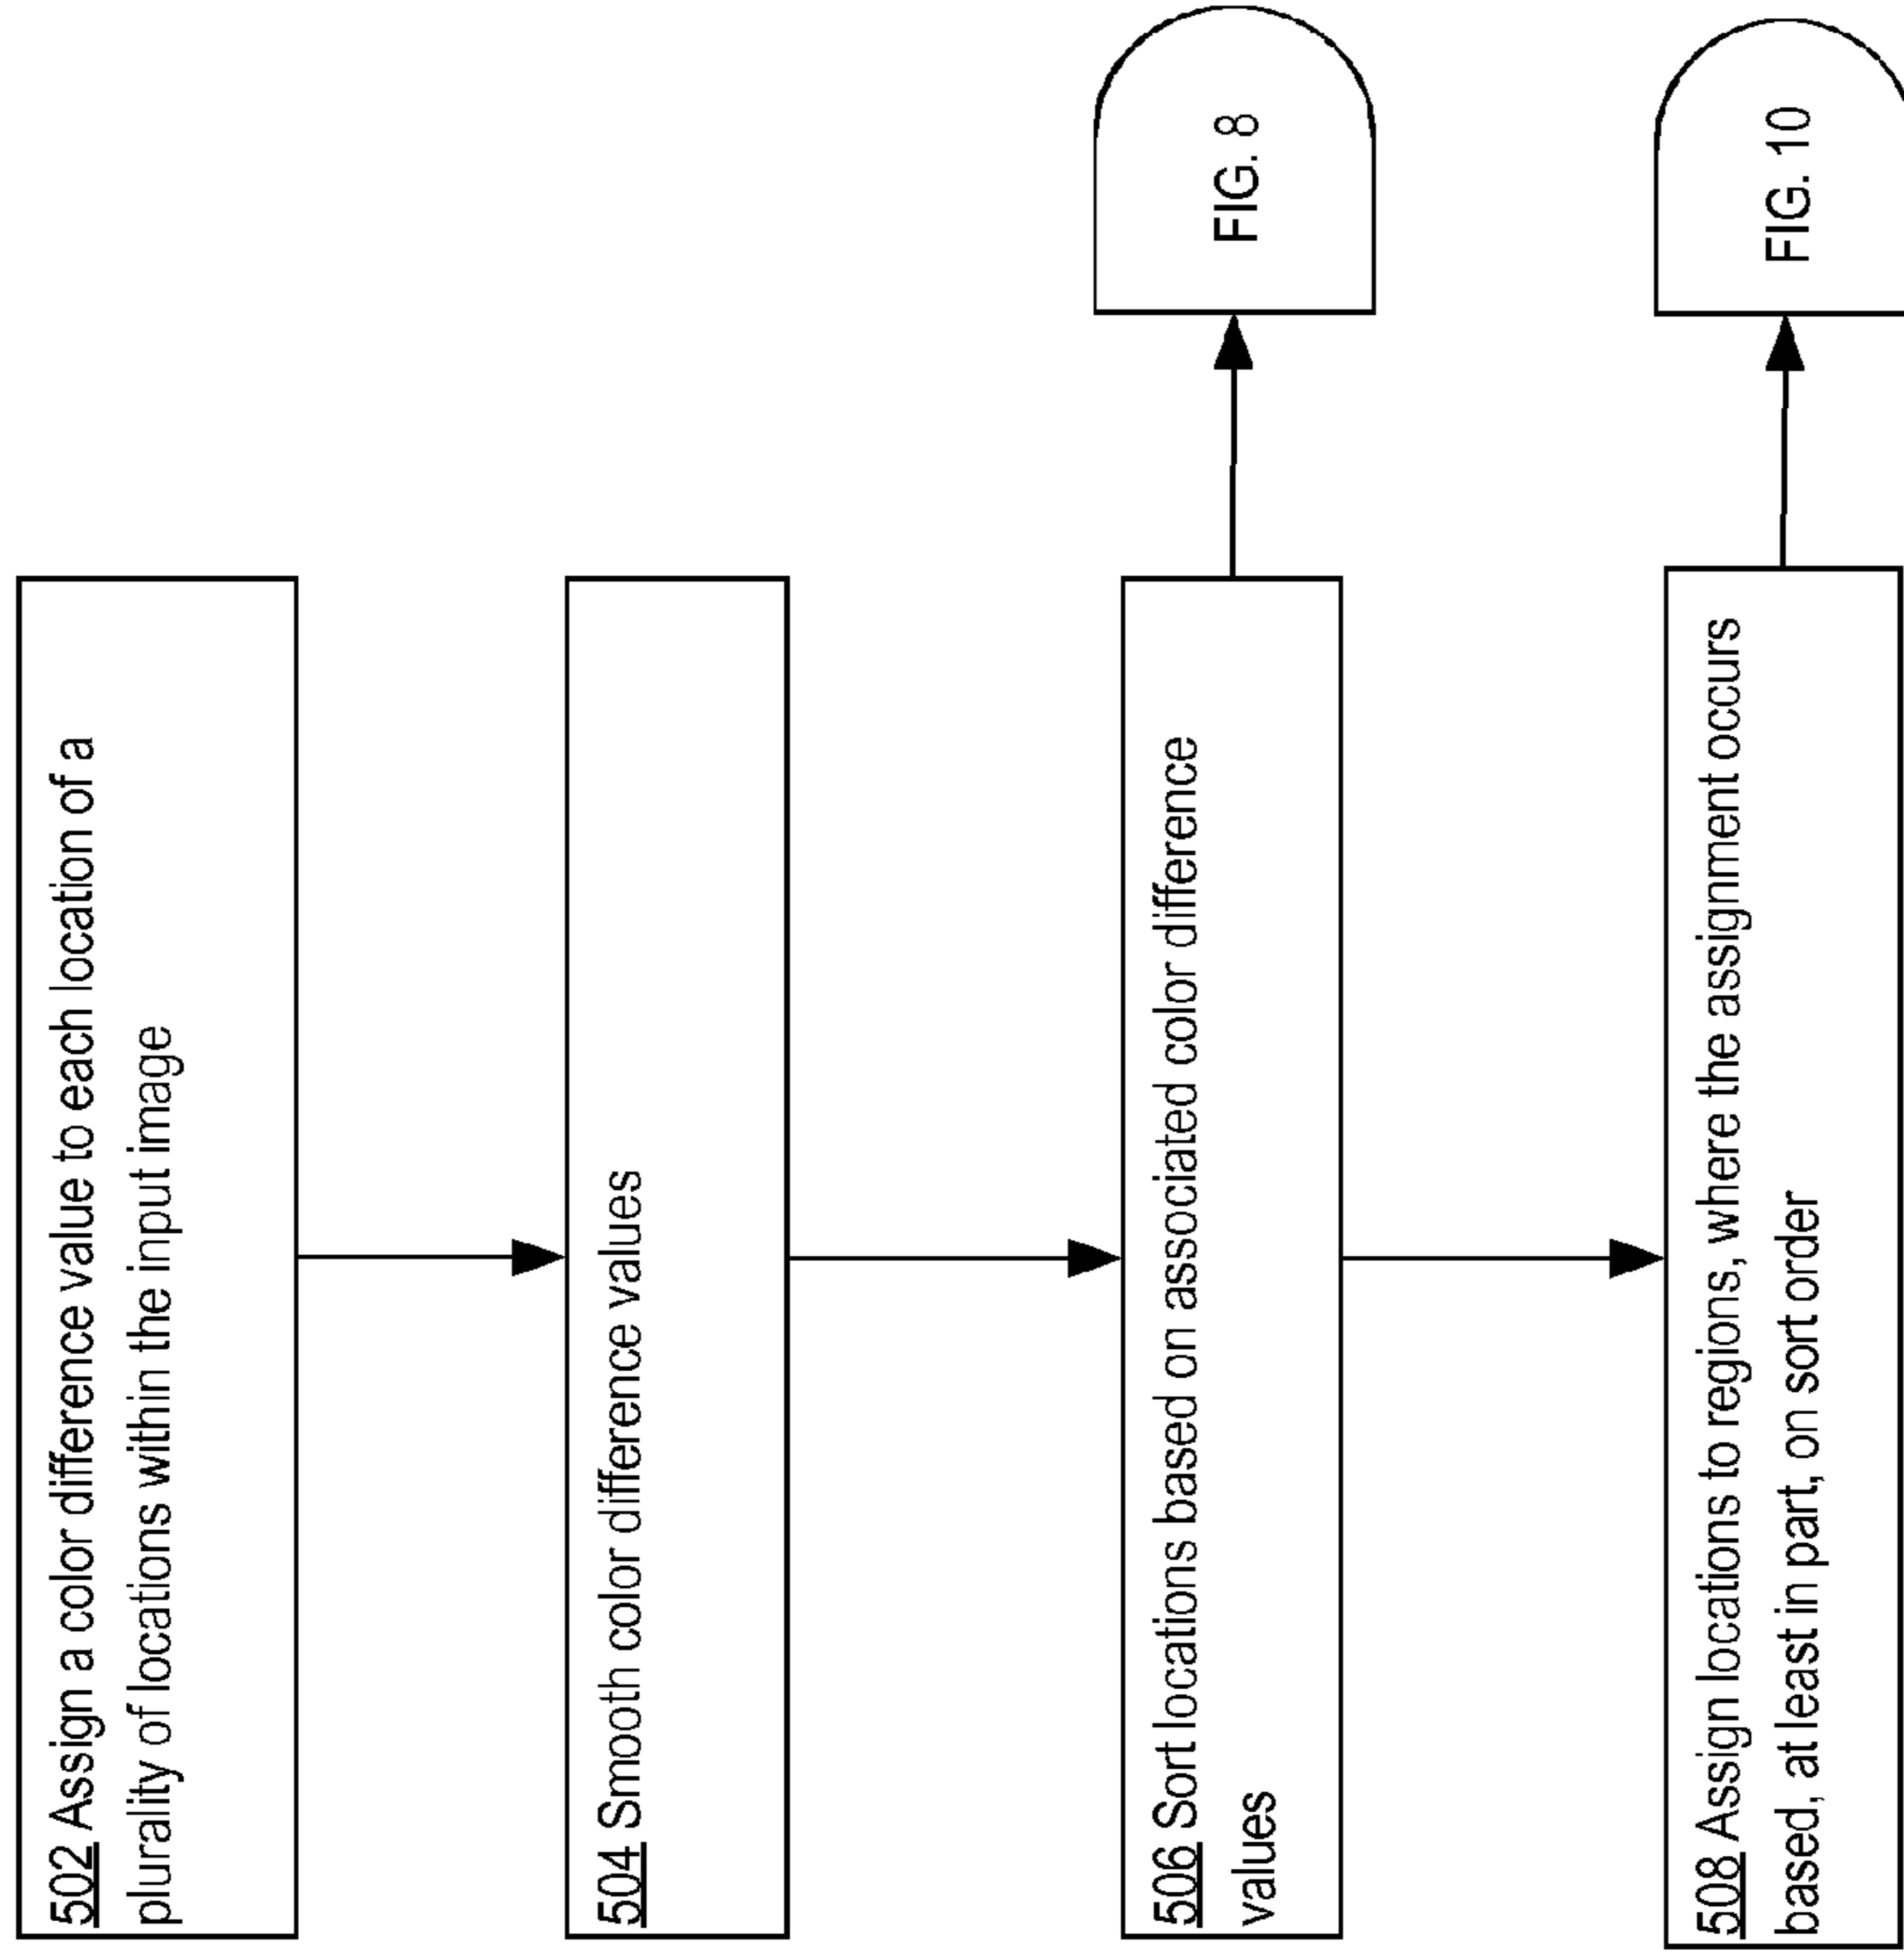 502 Assign a color difference value to each location of a
plurality of locations within the input image
504 Smooth color difference values
506 Sort locations based on associated color difference
values
FIG. 8
508 Assign locations to regions, where the assignment occurs
based, at least in part, on sort order
FIG. 10